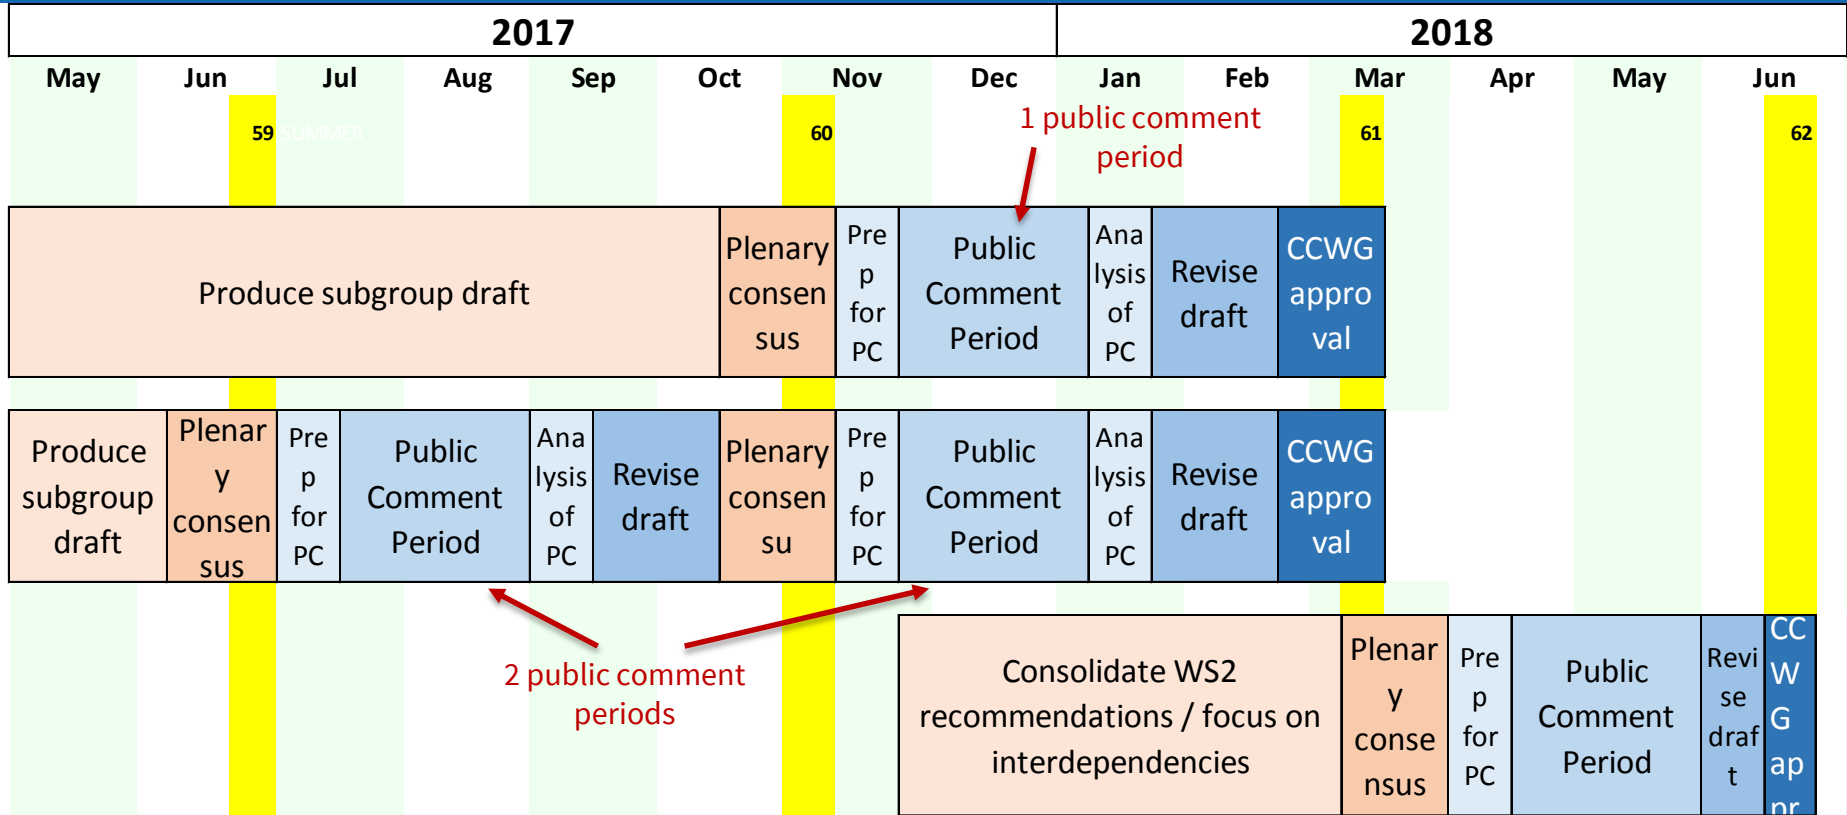 2017 2018
May Jun Jul Aug Sep Oct Nov Dec Jan Feb Mar Apr May Jun
59 SUMMER 60 61 62
1 public comment
period
Produce subgroup draft
Plenary
consen
sus
Pre
p
for
PC
Public
Comment
Period
Ana
lysis
of
PC
Revise
draft
CCWG
appro
val
Produce
subgroup
draft
Plenar
y
consen
sus
Pre
p
for
PC
Public
Comment
Period
Ana
lysis
of
PC
Revise
draft
Plenary
consen
su
Pre
p
for
PC
Public
Comment
Period
Ana
lysis
of
PC
Revise
draft
CCWG
appro
val
2 public comment
periods
Consolidate WS2
recommendations / focus on
interdependencies
Plenar
y
conse
nsus
Pre
p
for
PC
Public
Comment
Period
Revi
se
draf
t
CC
W
G
ap
pr